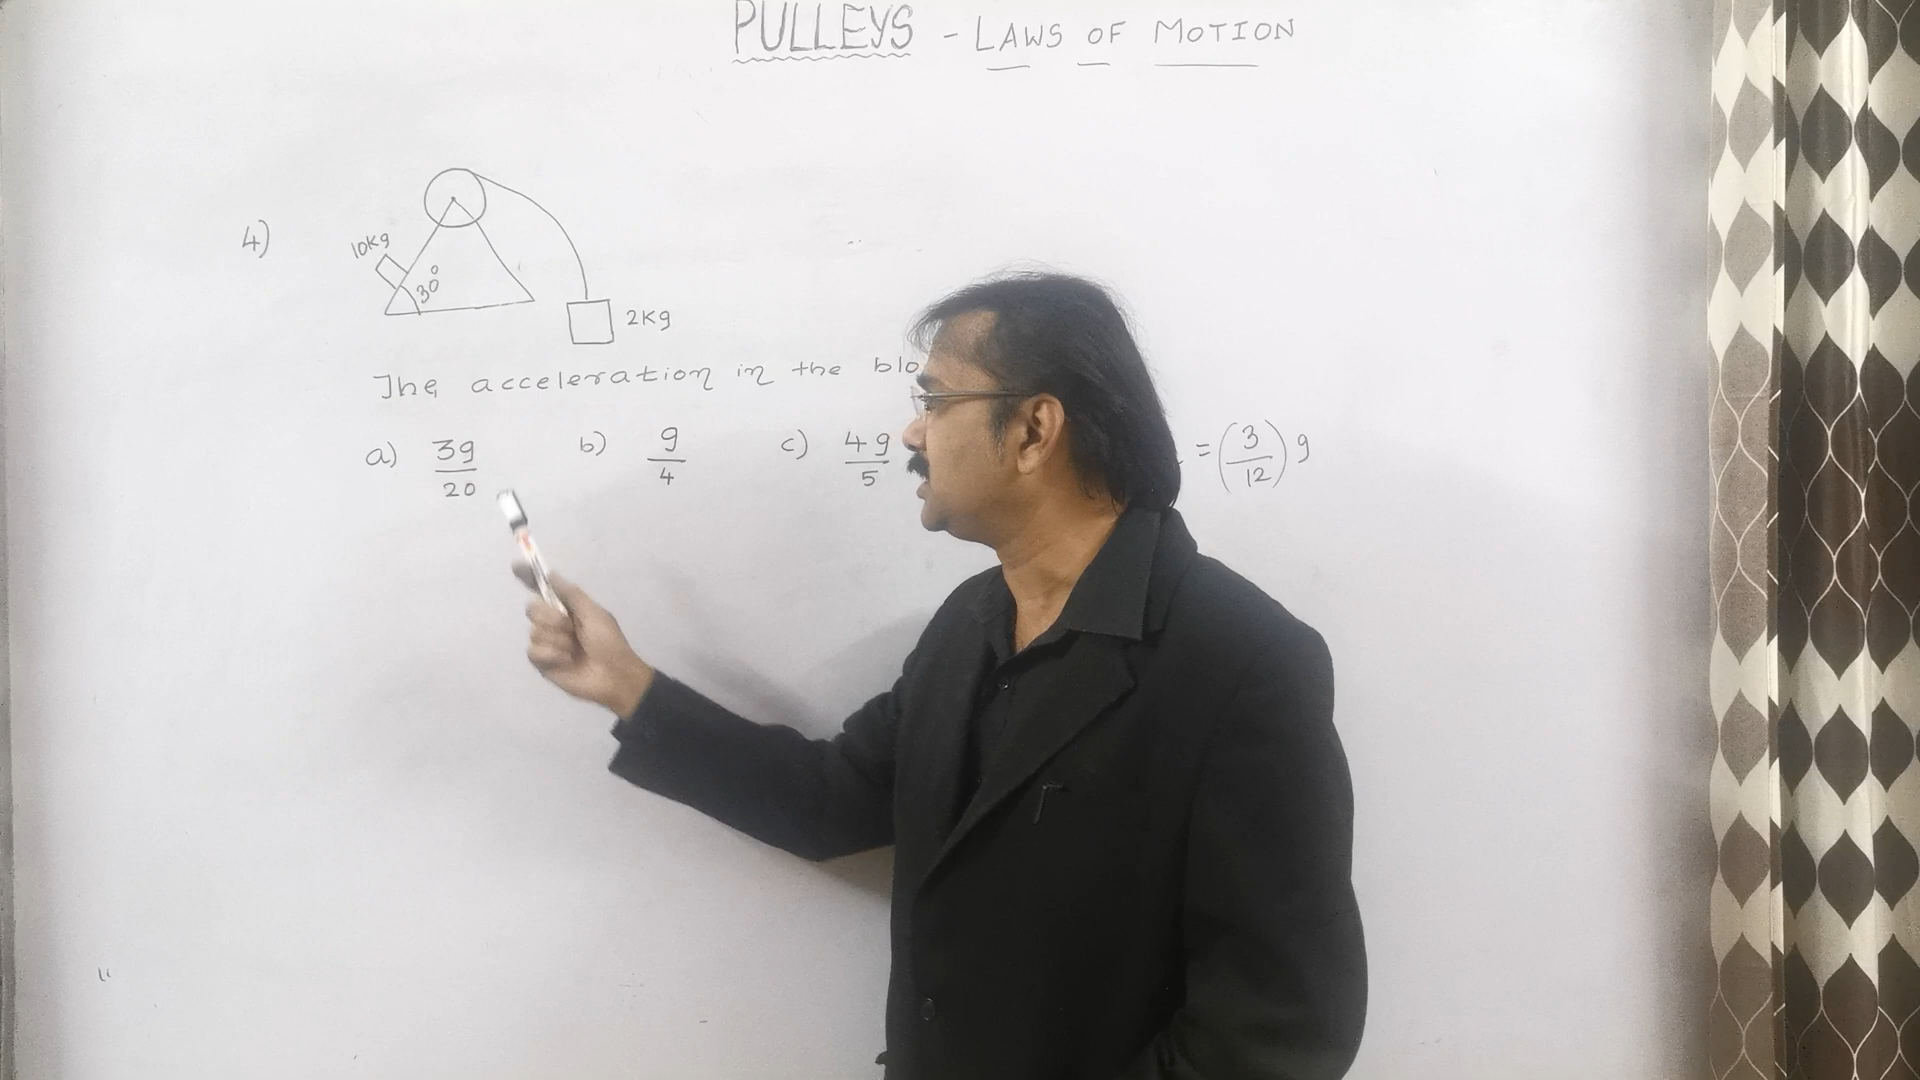 PULLEYS - LAWS OF MOTION
4)
10Kg
30°
2Kg
The acceleration in the
a) 3g/20 b) g/4 c) 4g/5 = (3/12) g